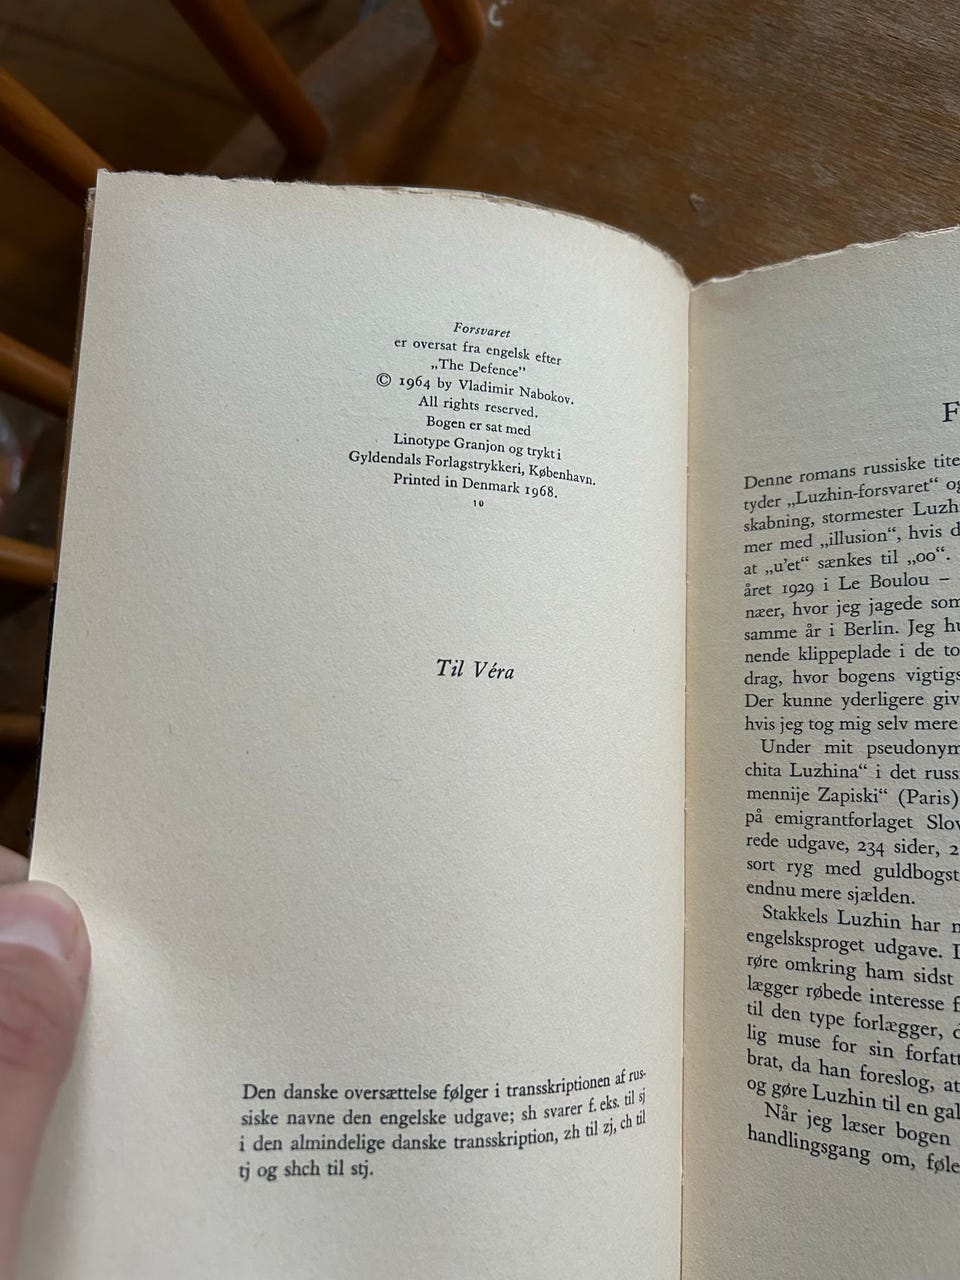 Forsvaret
er oversat fra engelsk efter
„The Defence”
© 1964 by Vladimir Nabokov.
All rights reserved.
Bogen er sat med
Linotype Granjon og trykt i
Gyldendals Forlagstrykkeri, København.
Printed in Denmark 1968.
10
Til Véra
Den danske oversættelse følger i transskriptionen af rus-
siske navne den engelske udgave; sh svarer f. eks. til sj
i den almindelige danske transskription, zh til zj, ch til
tj og shch til stj.
F
Denne romans russiske tite
tyder „Luzhin-forsvaret“ og
skabning, stormester Luzh
mer med „illusion“, hvis d
at „u'et“ sænkes til „oo“.
året 1929 i Le Boulou –
næer, hvor jeg jagede som
samme år i Berlin. Jeg hu
nende klippeplade i de to
drag, hvor bogens vigtigs
Der kunne yderligere giv
hvis jeg tog mig selv mere
Under mit pseudonym
chita Luzhina“ i det russ
mennije Zapiski“ (Paris)
på emigrantforlaget Slov
rede udgave, 234 sider, 2
sort ryg med guldbogst
endnu mere sjælden.
Stakkels Luzhin har n
engelsksproget udgave.
røre omkring ham sidst
lægger røbede interesse f
til den type forlægger, d
lig muse for sin forfatt
brat, da han foreslog, at
og gøre Luzhin til en gal
Når jeg læser bogen
handlingsgang om, føle